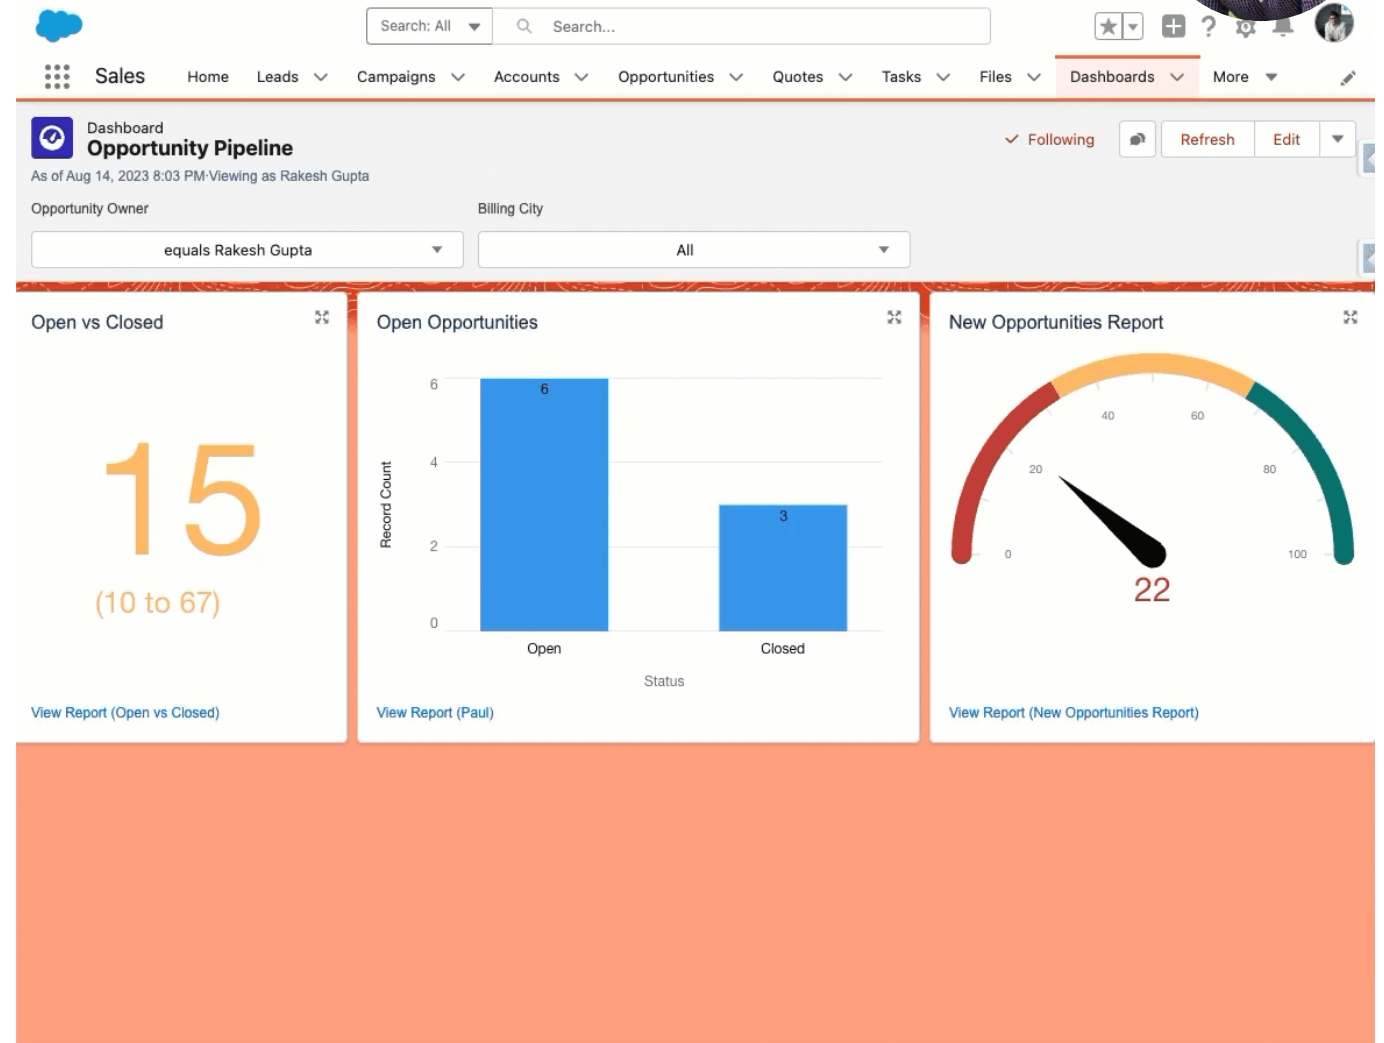 Search: All
Search...
Sales Home Leads Campaigns Accounts Opportunities Quotes Tasks Files Dashboards More
Dashboard
Opportunity Pipeline
As of Aug 14, 2023 8:03 PM·Viewing as Rakesh Gupta
Following
Refresh
Edit
Opportunity Owner
equals Rakesh Gupta
Billing City
All
Open vs Closed
15
(10 to 67)
View Report (Open vs Closed)
Open Opportunities
Record Count
6
4
2
0
6
3
Open
Closed
Status
View Report (Paul)
New Opportunities Report
0
20
40
60
80
100
22
View Report (New Opportunities Report)